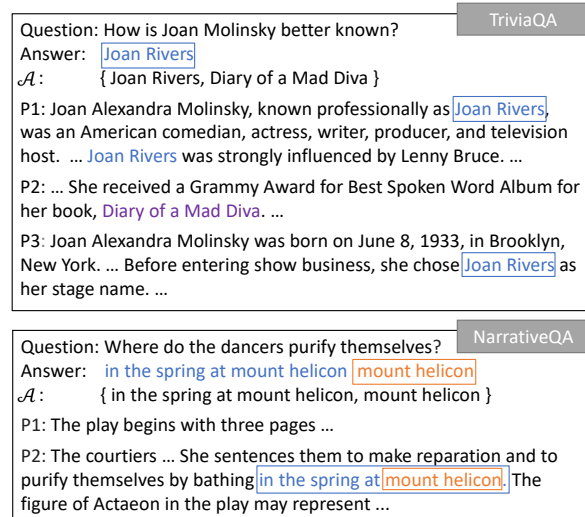 TriviaQA
Question: How is Joan Molinsky better known?
Answer: Joan Rivers
𝒜: { Joan Rivers, Diary of a Mad Diva }
P1: Joan Alexandra Molinsky, known professionally as Joan Rivers,
was an American comedian, actress, writer, producer, and television
host. ... Joan Rivers was strongly influenced by Lenny Bruce. ...
P2: ... She received a Grammy Award for Best Spoken Word Album for
her book, Diary of a Mad Diva. ...
P3: Joan Alexandra Molinsky was born on June 8, 1933, in Brooklyn,
New York. ... Before entering show business, she chose Joan Rivers as
her stage name. ...
NarrativeQA
Question: Where do the dancers purify themselves?
Answer: in the spring at mount helicon mount helicon
𝒜: { in the spring at mount helicon, mount helicon }
P1: The play begins with three pages ...
P2: The courtiers ... She sentences them to make reparation and to
purify themselves by bathing in the spring at mount helicon. The
figure of Actaeon in the play may represent ...